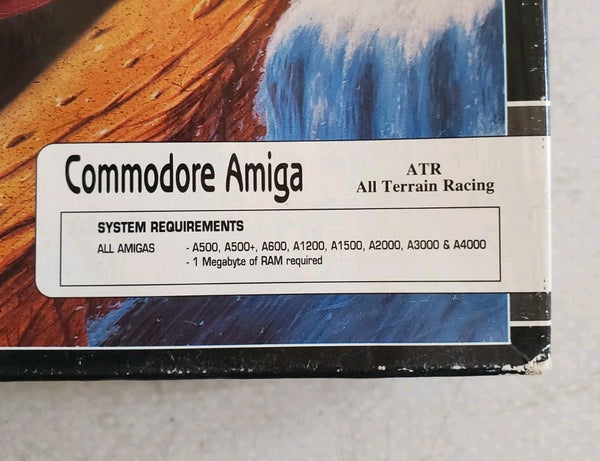 Commodore Amiga
ATR
All Terrain Racing
SYSTEM REQUIREMENTS
ALL AMIGAS - A500, A500+, A600, A1200, A1500, A2000, A3000 & A4000
- 1 Megabyte of RAM required